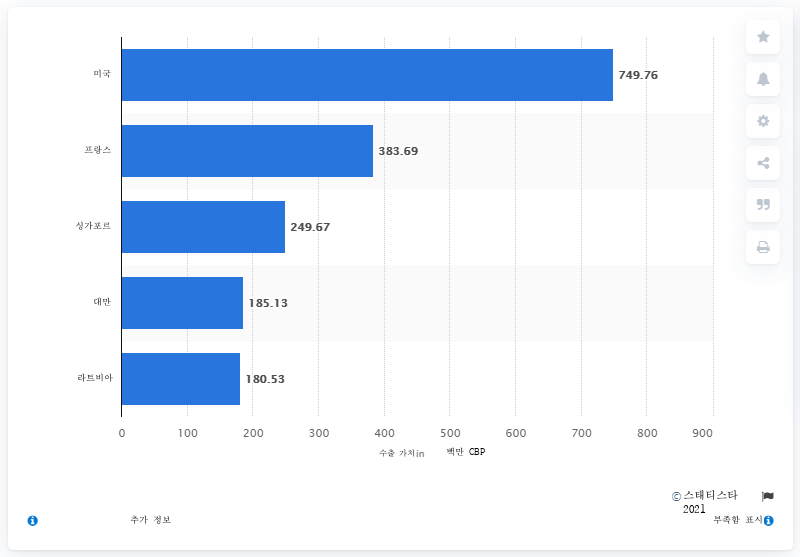 미국
749.76
프랑스
383.69
싱가포르
249.67
대만
185.13
라트비아
180.53
0 100 200 300 400 500 600 700 800 900
수출 가치in 백만 CBP
© 스태티스타
2021
추가 정보
부족함 표시